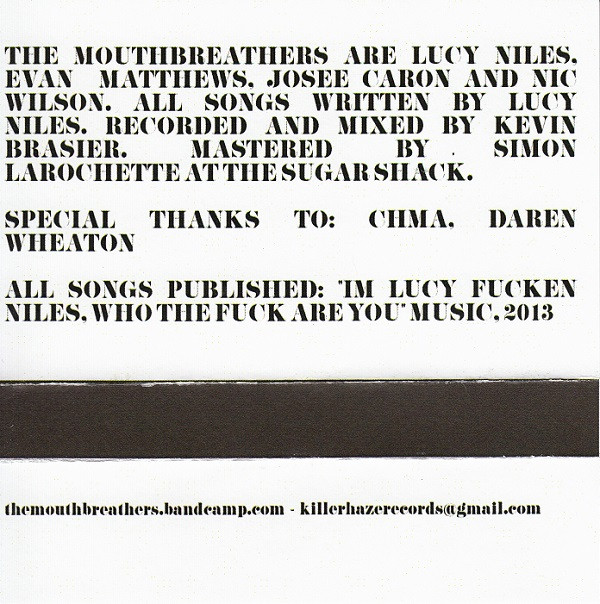 THE MOUTHBREATHERS ARE LUCY NILES,
EVAN MATTHEWS, JOSEE CARON AND NIC
WILSON. ALL SONGS WRITTEN BY LUCY
NILES. RECORDED AND MIXED BY KEVIN
BRASIER. MASTERED BY SIMON
LAROCHETTE AT THE SUGAR SHACK.
SPECIAL THANKS TO: CHMA, DAREN
WHEATON
ALL SONGS PUBLISHED: "IM LUCY FUCKEN
NILES, WHO THE FUCK ARE YOU" MUSIC, 2013
themouthbreathers.bandcamp.com - killerhazerecords@gmail.com